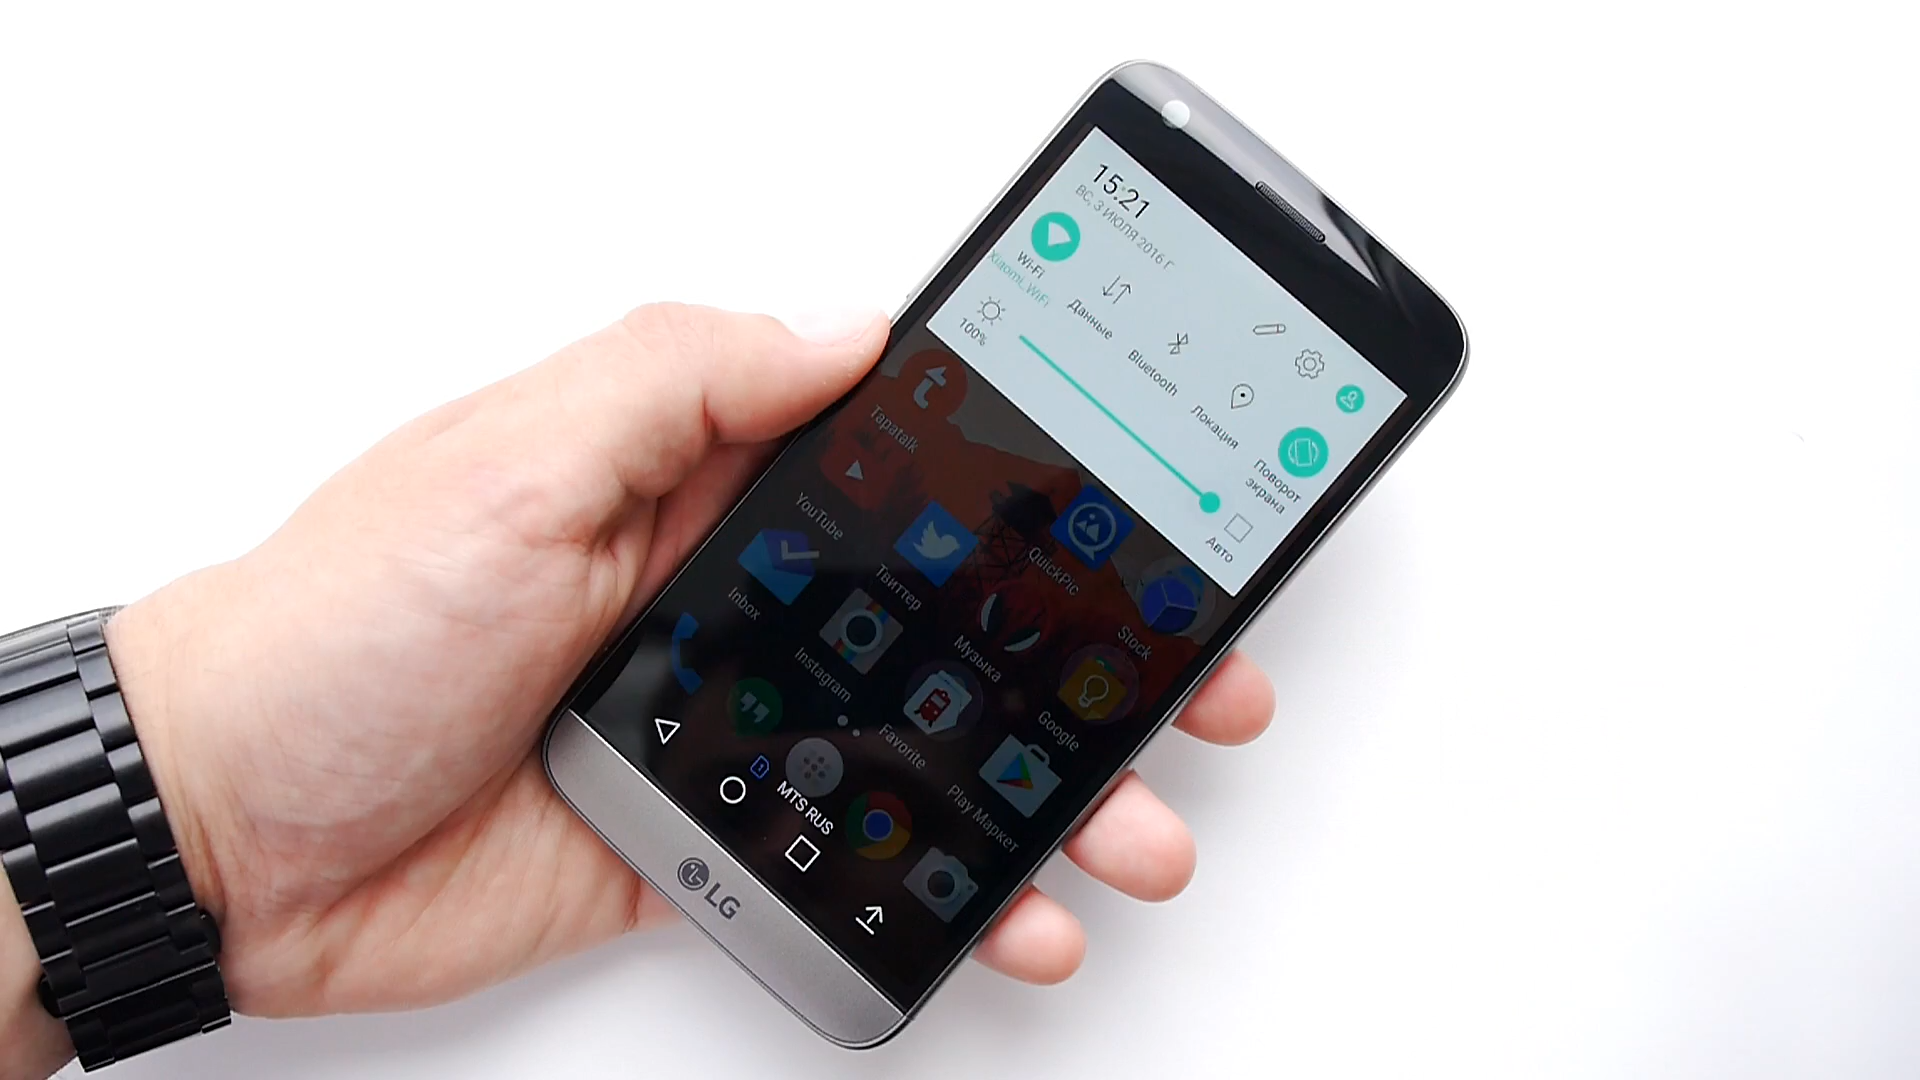 15:21
ВС, 3 ИЮЛЯ 2016 Г.
Wi-Fi
Xiaomi_WiFi
Данные
Bluetooth
Локация
Поворот
экрана
100%
Авто
Tapatalk
YouTube
Твиттер
QuickPic
Stock
Inbox
Instagram
Музыка
Google
Favorite
Play Маркет
1
MTS RUS
LG